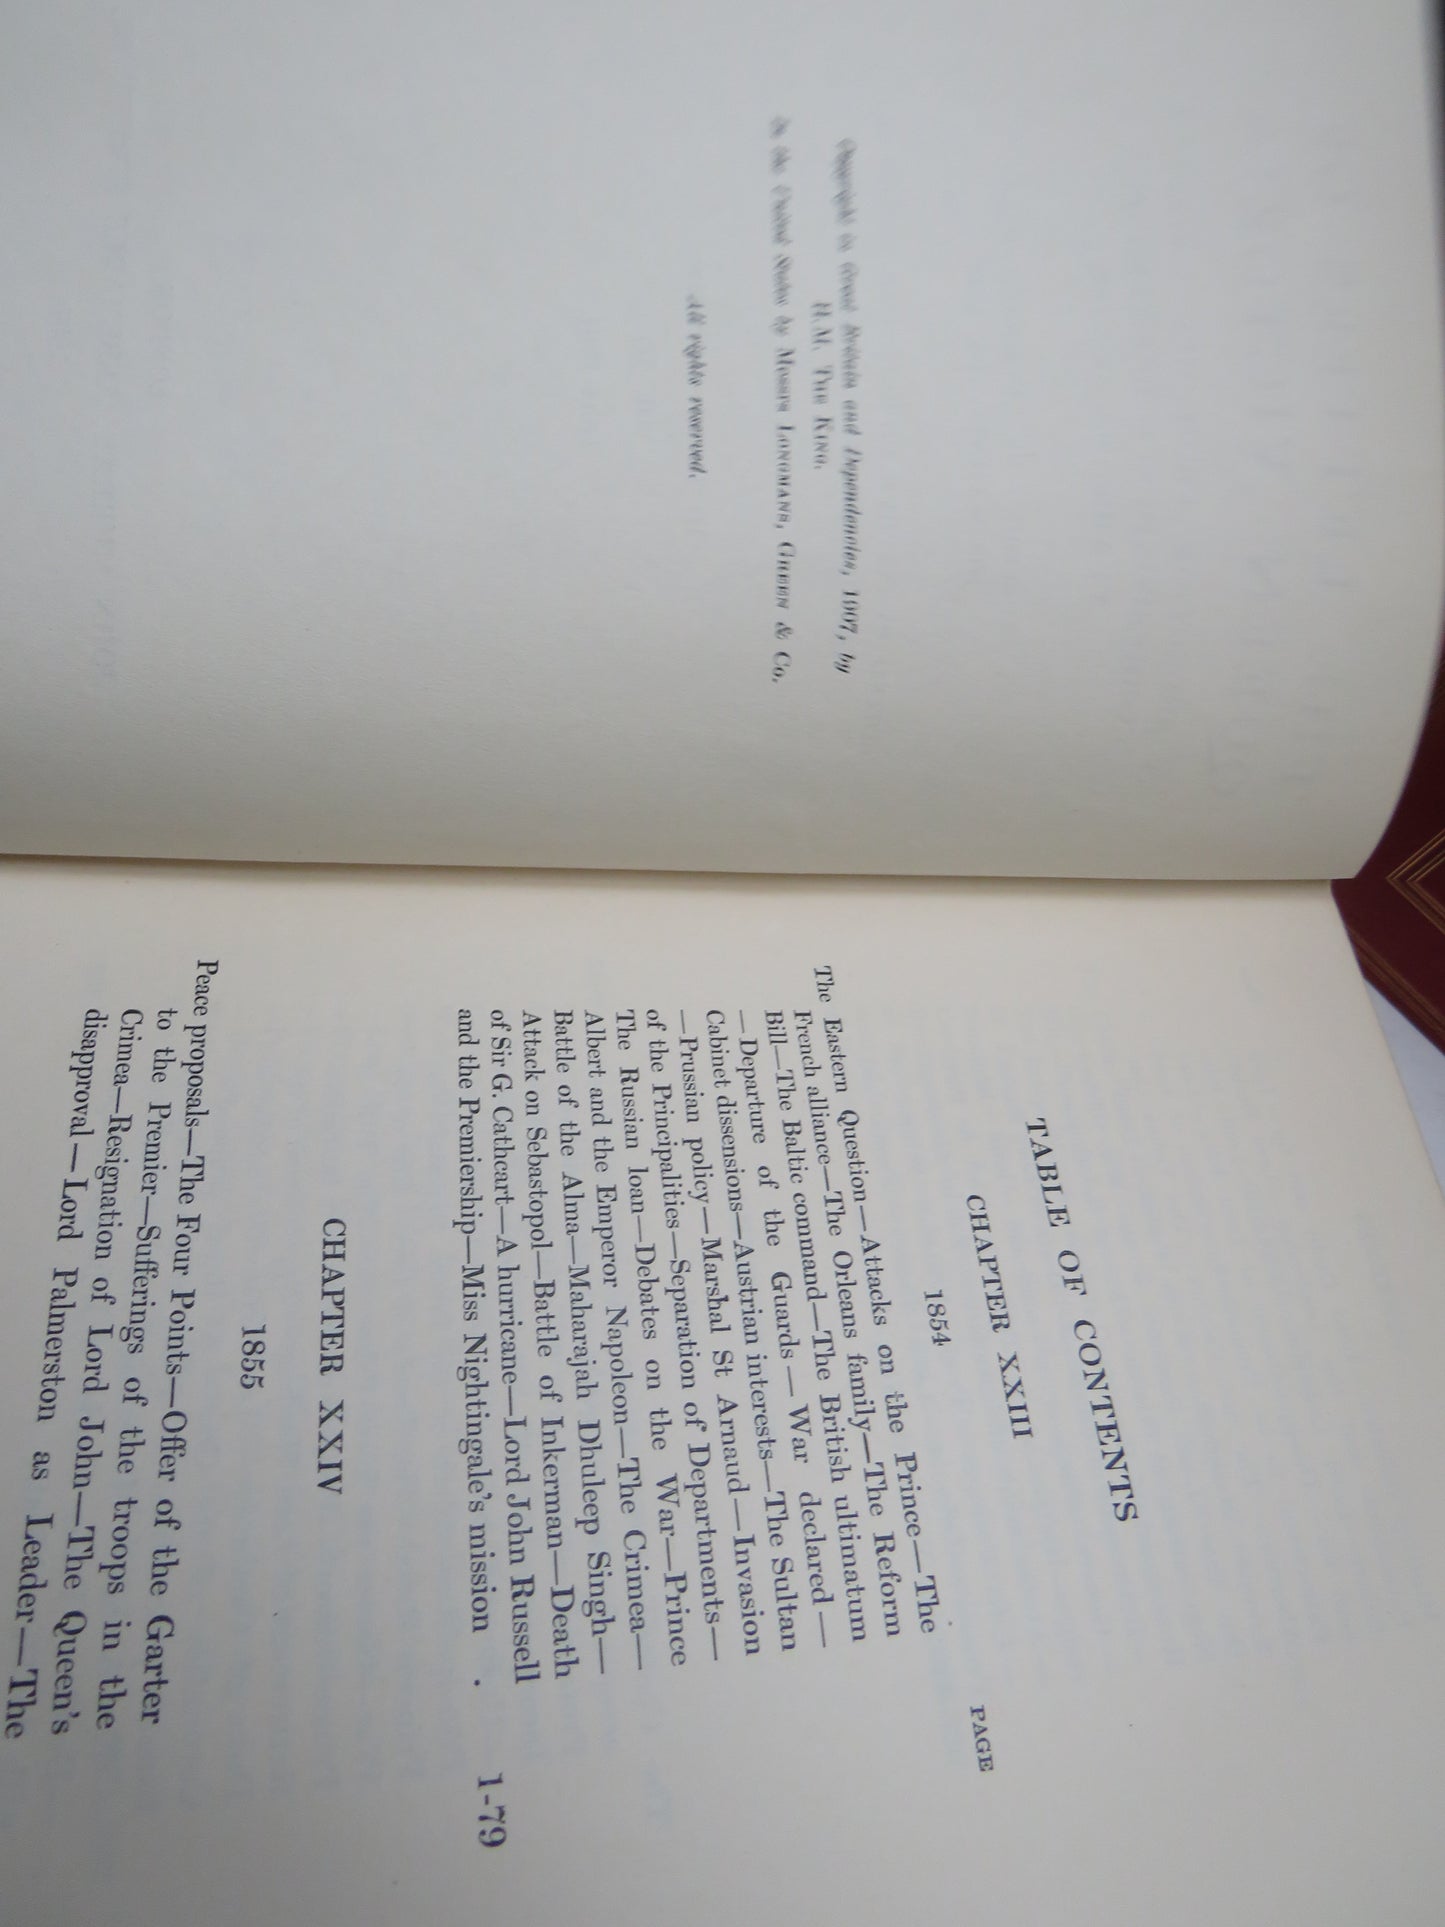 Copyright in Great Britain and Dependencies, 1907, by
H.M. THE KING.
In the United States by Messrs LONGMANS, GREEN & Co.
All rights reserved.
TABLE OF CONTENTS
CHAPTER XXIII
PAGE
1854
The Eastern Question—Attacks on the Prince—The
French alliance—The Orleans family—The Reform
Bill—The Baltic command—The British ultimatum
—Departure of the Guards—War declared—
Cabinet dissensions—Austrian interests—The Sultan
—Prussian policy—Marshal St Arnaud—Invasion
of the Principalities—Separation of Departments—
The Russian loan—Debates on the War—Prince
Albert and the Emperor Napoleon—The Crimea—
Battle of the Alma—Maharajah Dhuleep Singh—
Attack on Sebastopol—Battle of Inkerman—Death
of Sir G. Cathcart—A hurricane—Lord John Russell
and the Premiership—Miss Nightingale's mission . 1-79
CHAPTER XXIV
1855
Peace proposals—The Four Points—Offer of the Garter
to the Premier—Sufferings of the troops in the
Crimea—Resignation of Lord John—The Queen's
disapproval—Lord Palmerston as Leader—The